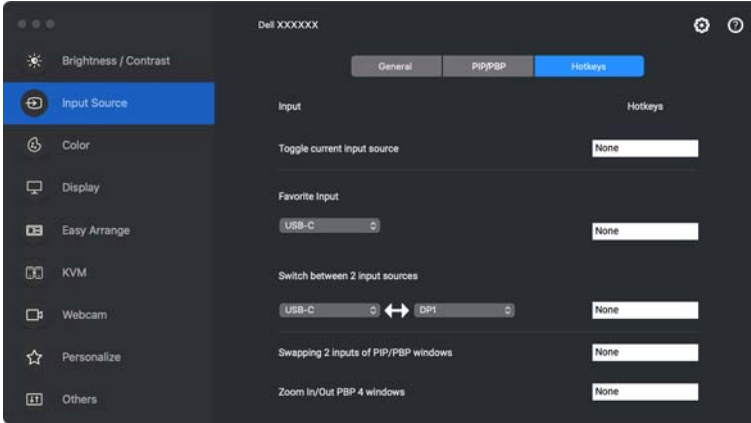 Dell XXXXXX
Brightness / Contrast
Input Source
Color
Display
Easy Arrange
KVM
Webcam
Personalize
Others
General PIP/PBP Hotkeys
Input Hotkeys
Toggle current input source None
Favorite Input
USB-C None
Switch between 2 input sources
USB-C DP1 None
Swapping 2 inputs of PIP/PBP windows None
Zoom In/Out PBP 4 windows None